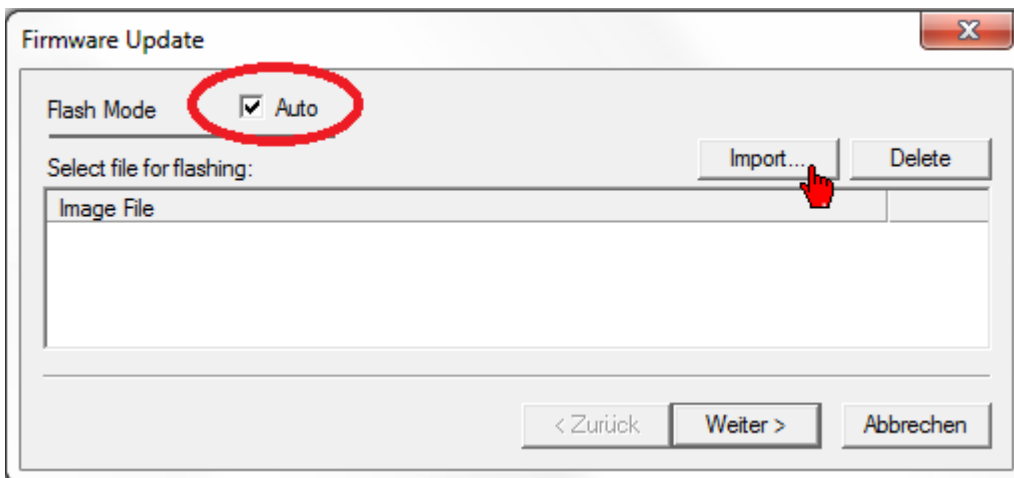 Firmware Update
Flash Mode Auto
Import... Delete
Select file for flashing:
Image File
< Zurück Weiter > Abbrechen